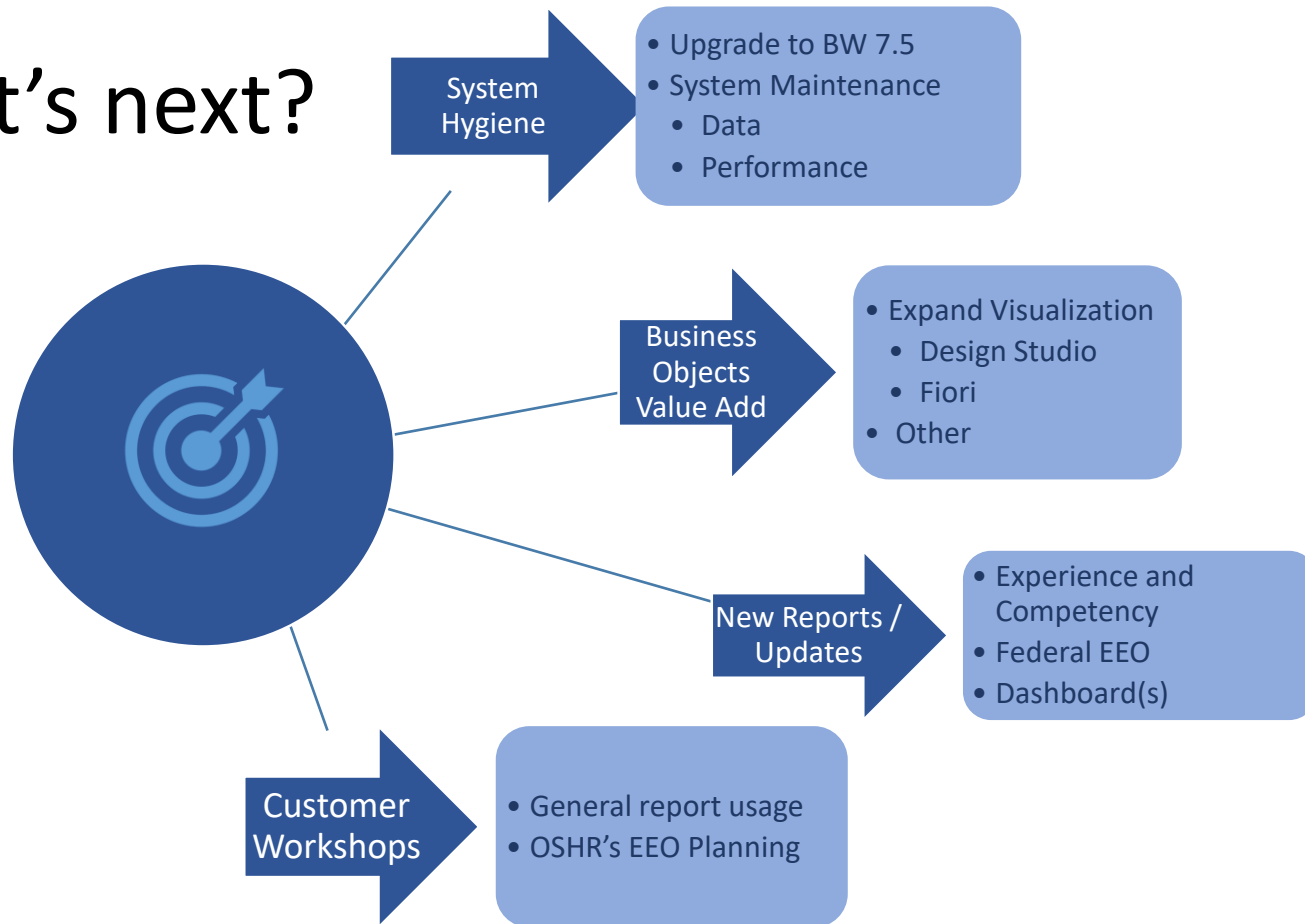 t's next?
System
Hygiene
• Upgrade to BW 7.5
• System Maintenance
• Data
• Performance
Business
Objects
Value Add
• Expand Visualization
• Design Studio
• Fiori
• Other
New Reports /
Updates
• Experience and
Competency
• Federal EEO
• Dashboard(s)
Customer
Workshops
• General report usage
• OSHR's EEO Planning